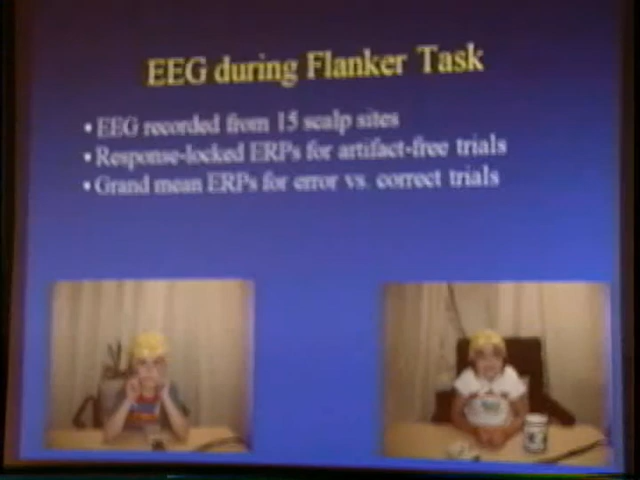 EEG during Flanker Task
• EEG recorded from 15 scalp sites
• Response-locked ERPs for artifact-free trials
• Grand mean ERPs for error vs. correct trials